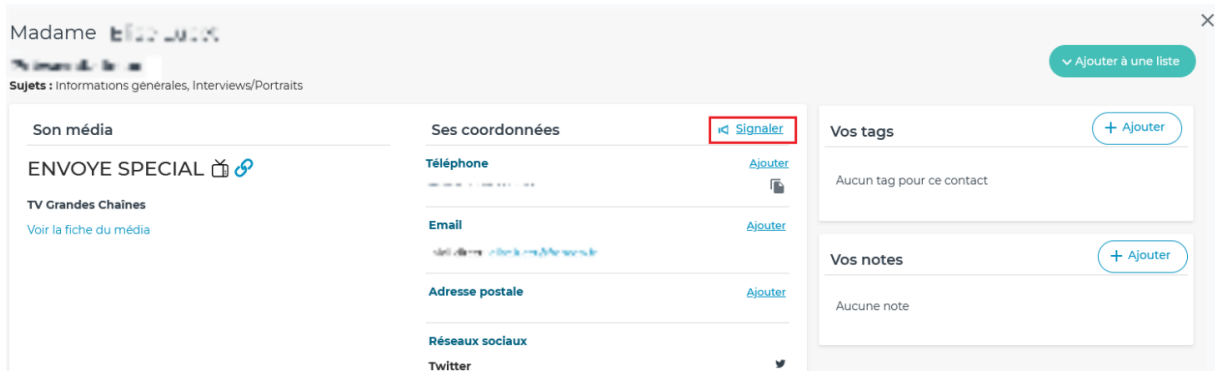 Madame
Sujets : Informations générales, Interviews/Portraits
Ajouter à une liste
Son média
ENVOYE SPECIAL
TV Grandes Chaînes
Voir la fiche du média
Ses coordonnées
Signaler
Téléphone
Ajouter
Email
Ajouter
Adresse postale
Ajouter
Réseaux sociaux
Twitter
Vos tags
+ Ajouter
Aucun tag pour ce contact
Vos notes
+ Ajouter
Aucune note